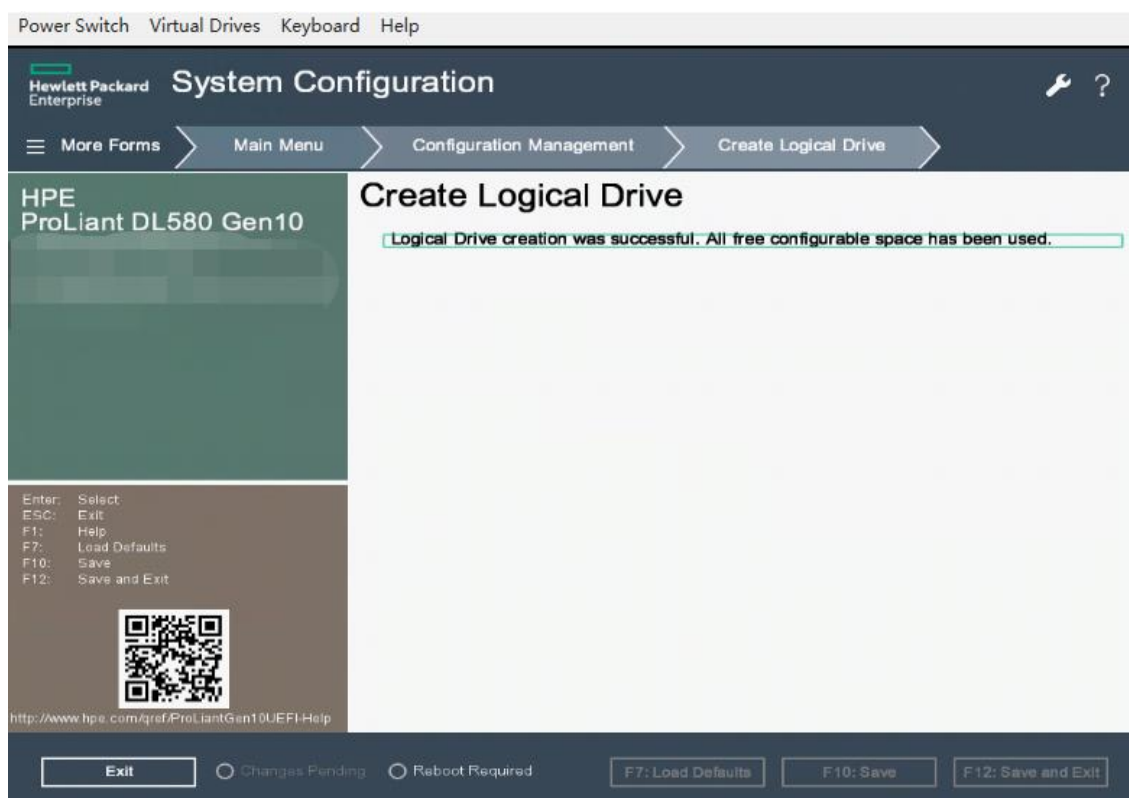 Power Switch Virtual Drives Keyboard Help
Hewlett Packard
Enterprise
System Configuration
?
More Forms Main Menu Configuration Management Create Logical Drive
HPE
ProLiant DL580 Gen10
Create Logical Drive
Logical Drive creation was successful. All free configurable space has been used.
Enter: Select
ESC: Exit
F1: Help
F7: Load Defaults
F10: Save
F12: Save and Exit
http://www.hpe.com/qref/ProLiantGen10UEFI-Help
Exit Changes Pending Reboot Required F7: Load Defaults F10: Save F12: Save and Exit